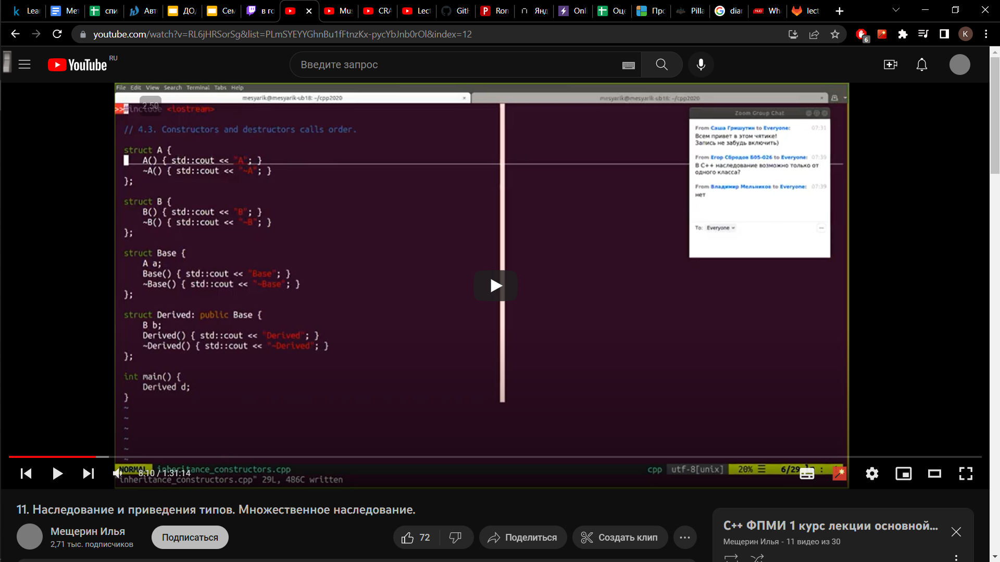 Lear
Мет
спи
Авто
ДОД
Сем
в го
Mus
CRA
Lect
GitH
Ron
Янд
Onli
Оце
Прс
Pilla
diar
Wh
lect
youtube.com/watch?v=RL6jHRSorSg&list=PLmSYEYYGhnBu1fFtnzKx-pycYbJnb0rOl&index=12
6
K
YouTube
RU
Введите запрос
File Edit View Search Terminal Tabs Help
mesyarik@mesyarik-ub18: ~/cpp2020
mesyarik@mesyarik-ub18: ~/cpp2020
2.50
>>#include <iostream>
// 4.3. Constructors and destructors calls order.
struct A {
A() { std::cout << "A"; }
~A() { std::cout << "~A"; }
};
struct B {
B() { std::cout << "B"; }
~B() { std::cout << "~B"; }
};
struct Base {
A a;
Base() { std::cout << "Base"; }
~Base() { std::cout << "~Base"; }
};
struct Derived: public Base {
B b;
Derived() { std::cout << "Derived"; }
~Derived() { std::cout << "~Derived"; }
};
int main() {
Derived d;
}
~
~
~
~
~
~
Zoom Group Chat
From Саша Гришутин to Everyone: 07:31
Всем привет в этом чятике!
Запись не забудь включить)
From Егор Сбродов Б05-026 to Everyone: 07:39
В C++ наследование возможно только от
одного класса?
From Владимир Мельников to Everyone: 07:39
нет
To: Everyone
NORMAL inheritance_constructors.cpp
cpp utf-8[unix] 20% 6/29
8:10 / 1:31:14
"inheritance_constructors.cpp" 29L, 486C written
11. Наследование и приведения типов. Множественное наследование.
Мещерин Илья
2,71 тыс. подписчиков
Подписаться
72
Поделиться
Создать клип
C++ ФПМИ 1 курс лекции основной...
Мещерин Илья - 11 видео из 30